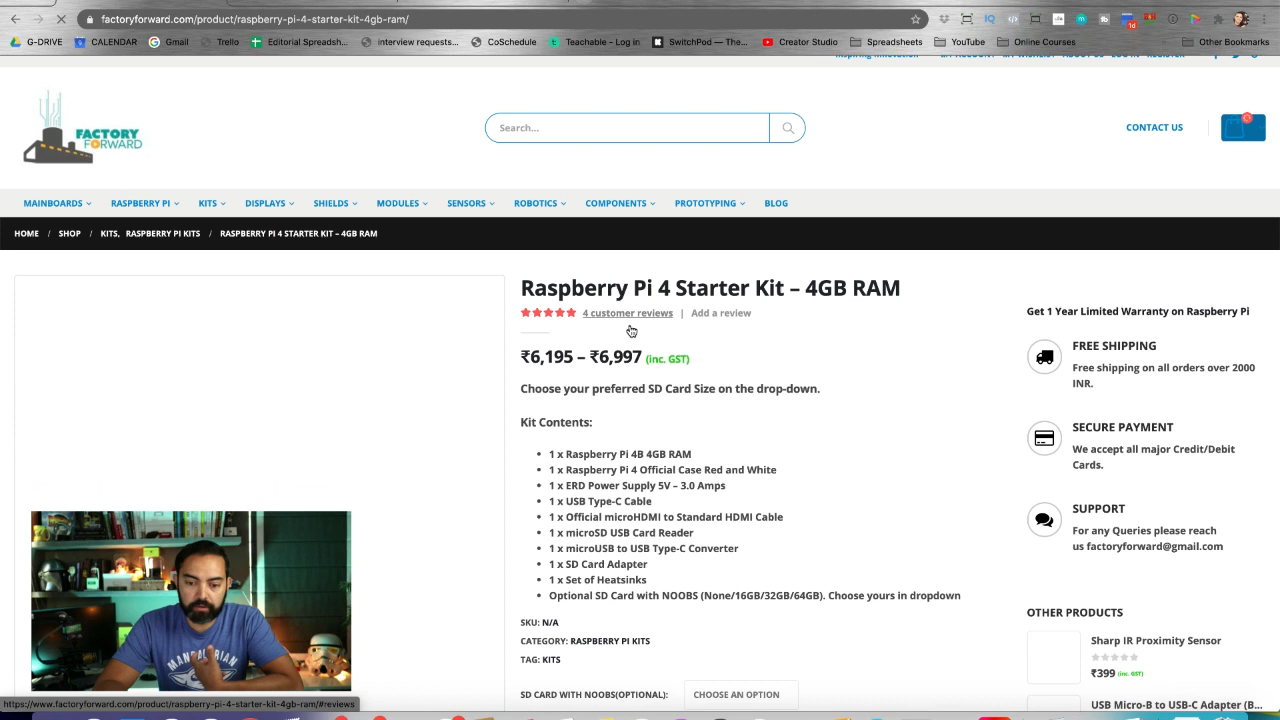 factoryforward.com/product/raspberry-pi-4-starter-kit-4gb-ram/
G-DRIVE CALENDAR Gmail Trello Editorial Spreadsh... interview requests... CoSchedule Teachable - Log in SwitchPod — The... Creator Studio Spreadsheets YouTube Online Courses Other Bookmarks
FACTORY
FORWARD
Search...
CONTACT US
MAINBOARDS RASPBERRY PI KITS DISPLAYS SHIELDS MODULES SENSORS ROBOTICS COMPONENTS PROTOTYPING BLOG
HOME / SHOP / KITS, RASPBERRY PI KITS / RASPBERRY PI 4 STARTER KIT – 4GB RAM
Raspberry Pi 4 Starter Kit – 4GB RAM
4 customer reviews | Add a review
₹6,195 – ₹6,997 (inc. GST)
Choose your preferred SD Card Size on the drop-down.
Kit Contents:
• 1 x Raspberry Pi 4B 4GB RAM
• 1 x Raspberry Pi 4 Official Case Red and White
• 1 x ERD Power Supply 5V – 3.0 Amps
• 1 x USB Type-C Cable
• 1 x Official microHDMI to Standard HDMI Cable
• 1 x microSD USB Card Reader
• 1 x microUSB to USB Type-C Converter
• 1 x SD Card Adapter
• 1 x Set of Heatsinks
• Optional SD Card with NOOBS (None/16GB/32GB/64GB). Choose yours in dropdown
SKU: N/A
CATEGORY: RASPBERRY PI KITS
TAG: KITS
SD CARD WITH NOOBS(OPTIONAL): CHOOSE AN OPTION
Get 1 Year Limited Warranty on Raspberry Pi
FREE SHIPPING
Free shipping on all orders over 2000
INR.
SECURE PAYMENT
We accept all major Credit/Debit
Cards.
SUPPORT
For any Queries please reach
us factoryforward@gmail.com
OTHER PRODUCTS
Sharp IR Proximity Sensor
₹399 (inc. GST)
USB Micro-B to USB-C Adapter (B...
MANDALORIAN
https://www.factoryforward.com/product/raspberry-pi-4-starter-kit-4gb-ram/#reviews